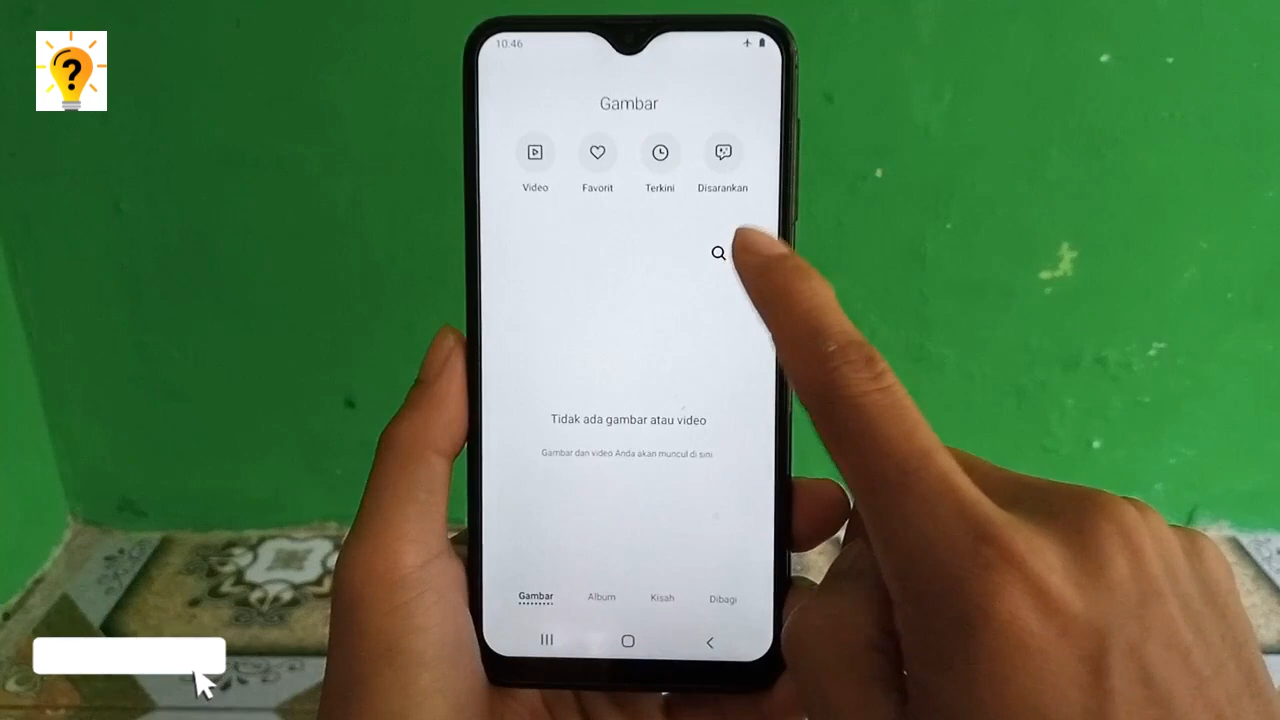 ?
10.46
Gambar
Video Favorit Terkini Disarankan
Tidak ada gambar atau video
Gambar dan video Anda akan muncul di sini
Gambar Album Kisah Dibagi